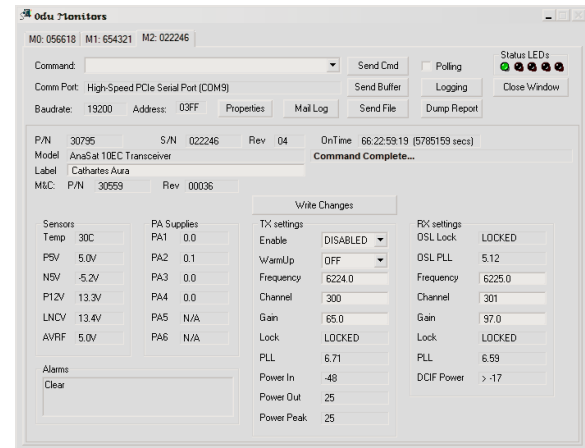 Odu Monitors
M0: 056618 M1: 654321 M2: 022246
Command: Send Cmd Polling Status LEDs
Comm Port: High-Speed PCIe Serial Port (COM9) Send Buffer Logging Close Window
Baudrate: 19200 Address: 03FF Properties Mail Log Send File Dump Report
P/N 30795 S/N 022246 Rev 04 OnTime 66:22:59:19 (5785159 secs)
Model AnaSat 10EC Transceiver Command Complete...
Label Cathartes Aura
M&C: P/N 30559 Rev 00036
Write Changes
Sensors
Temp 30C
P5V 5.0V
N5V -5.2V
P12V 13.3V
LNCV 13.4V
AVRF 5.0V
PA Supplies
PA1 0.0
PA2 0.1
PA3 0.0
PA4 0.0
PA5 N/A
PA6 N/A
Alarms
Clear
TX settings
Enable DISABLED
WarmUp OFF
Frequency 6224.0
Channel 300
Gain 65.0
Lock LOCKED
PLL 6.71
Power In -48
Power Out 25
Power Peak 25
RX settings
OSL Lock LOCKED
OSL PLL 5.12
Frequency 6225.0
Channel 301
Gain 97.0
Lock LOCKED
PLL 6.59
DCIF Power > -17